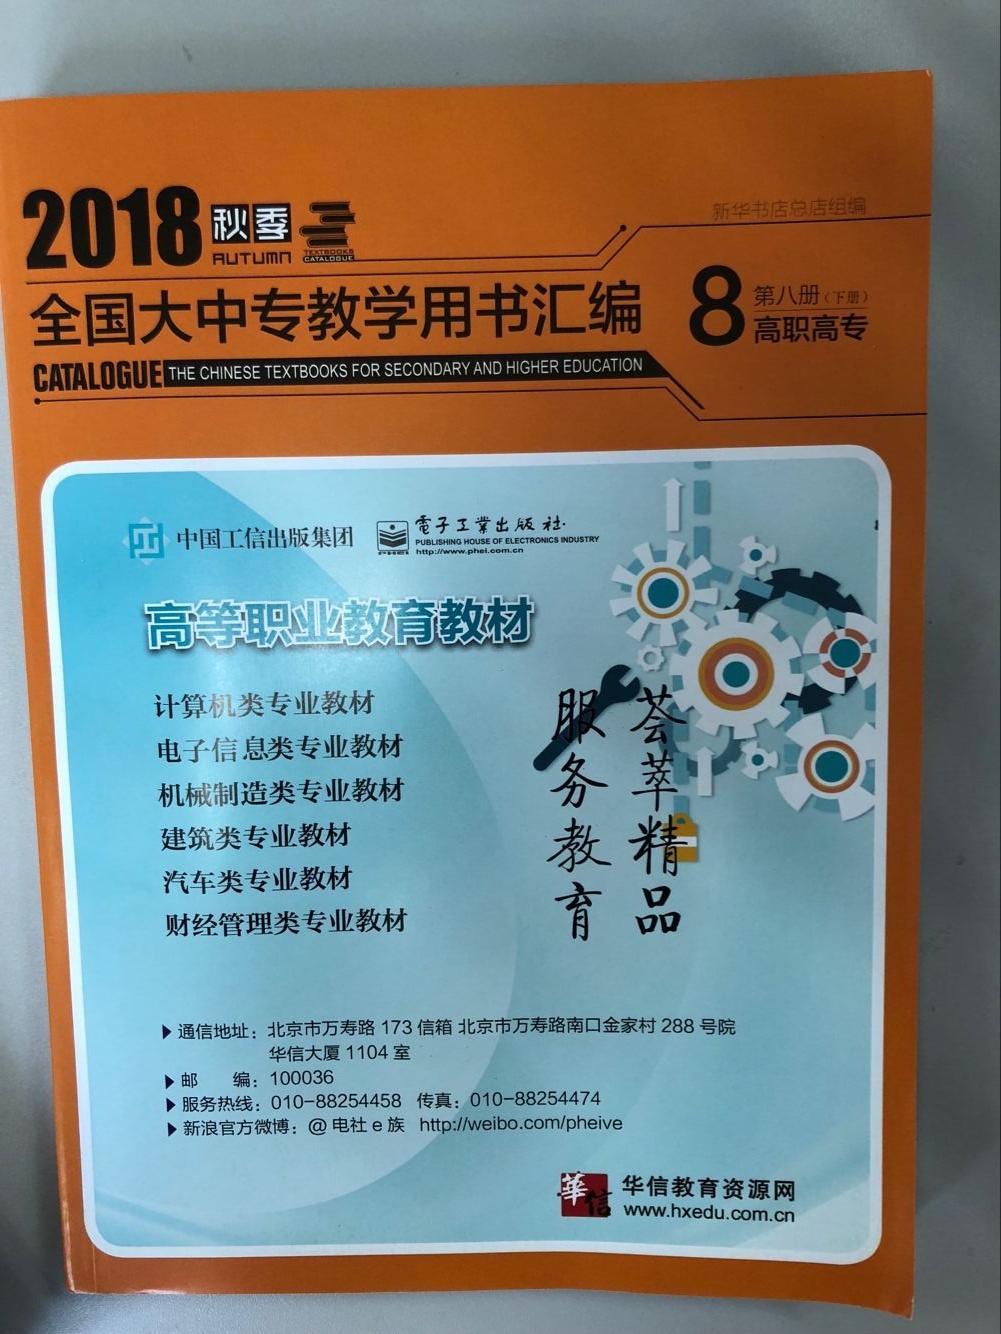 2018
秋季
AUTUMN
TEXTBOOKS
CATALOGUE
新华书店总店组编
全国大中专教学用书汇编
CATALOGUE THE CHINESE TEXTBOOKS FOR SECONDARY AND HIGHER EDUCATION
8
第八册（下册）
高职高专
中国工信出版集团
電子工業出版社·
PUBLISHING HOUSE OF ELECTRONICS INDUSTRY
http://www.phei.com.cn
高等职业教育教材
计算机类专业教材
电子信息类专业教材
机械制造类专业教材
建筑类专业教材
汽车类专业教材
财经管理类专业教材
荟萃精品
服务教育
通信地址：北京市万寿路 173 信箱 北京市万寿路南口金家村 288 号院
华信大厦 1104 室
邮 编：100036
服务热线：010-88254458 传真：010-88254474
新浪官方微博：@ 电社 e 族 http://weibo.com/pheive
華信
华信教育资源网
www.hxedu.com.cn